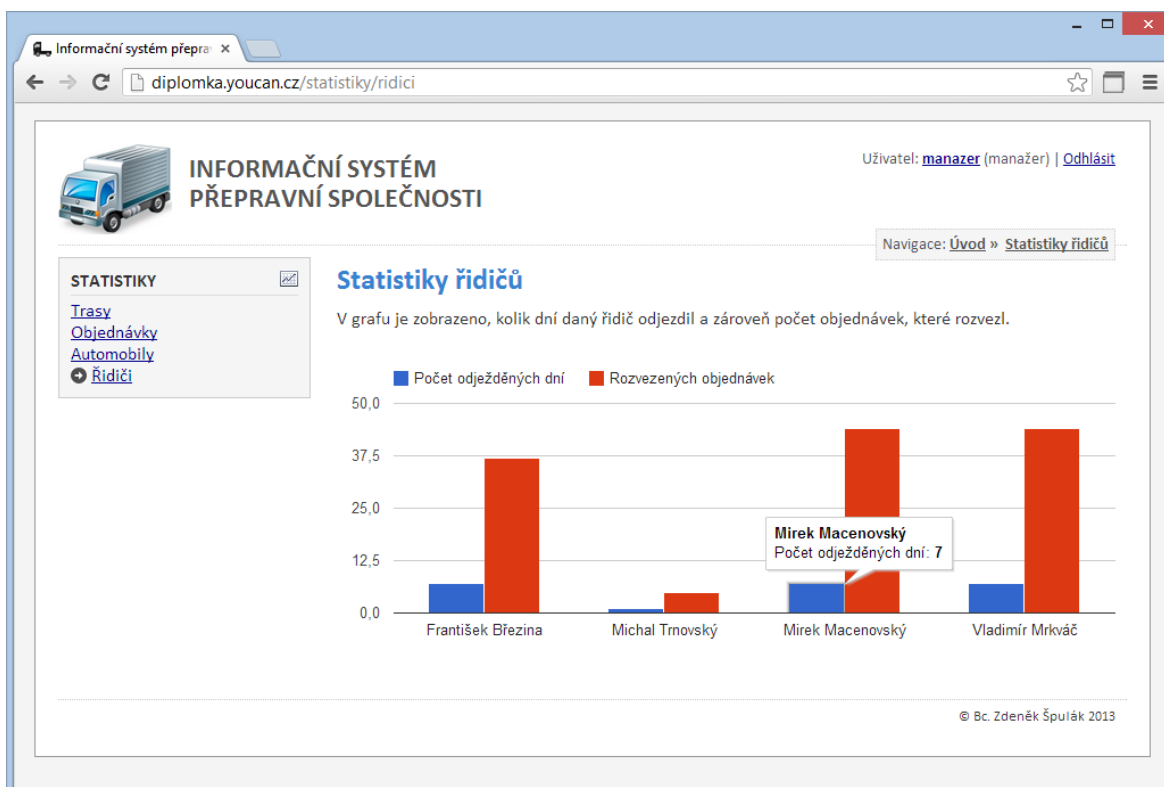 Informační systém přepra
diplomka.youcan.cz/statistiky/ridici
INFORMAČNÍ SYSTÉM
PŘEPRAVNÍ SPOLEČNOSTI
Uživatel: manazer (manažer) | Odhlásit
Navigace: Úvod » Statistiky řidičů
STATISTIKY
Trasy
Objednávky
Automobily
Řidiči
Statistiky řidičů
V grafu je zobrazeno, kolik dní daný řidič odjezdil a zároveň počet objednávek, které rozvezl.
Počet odježděných dní Rozvezených objednávek
50,0
37,5
25,0
12,5
0,0
Mirek Macenovský
Počet odježděných dní: 7
František Březina Michal Trnovský Mirek Macenovský Vladimír Mrkváč
© Bc. Zdeněk Špulák 2013